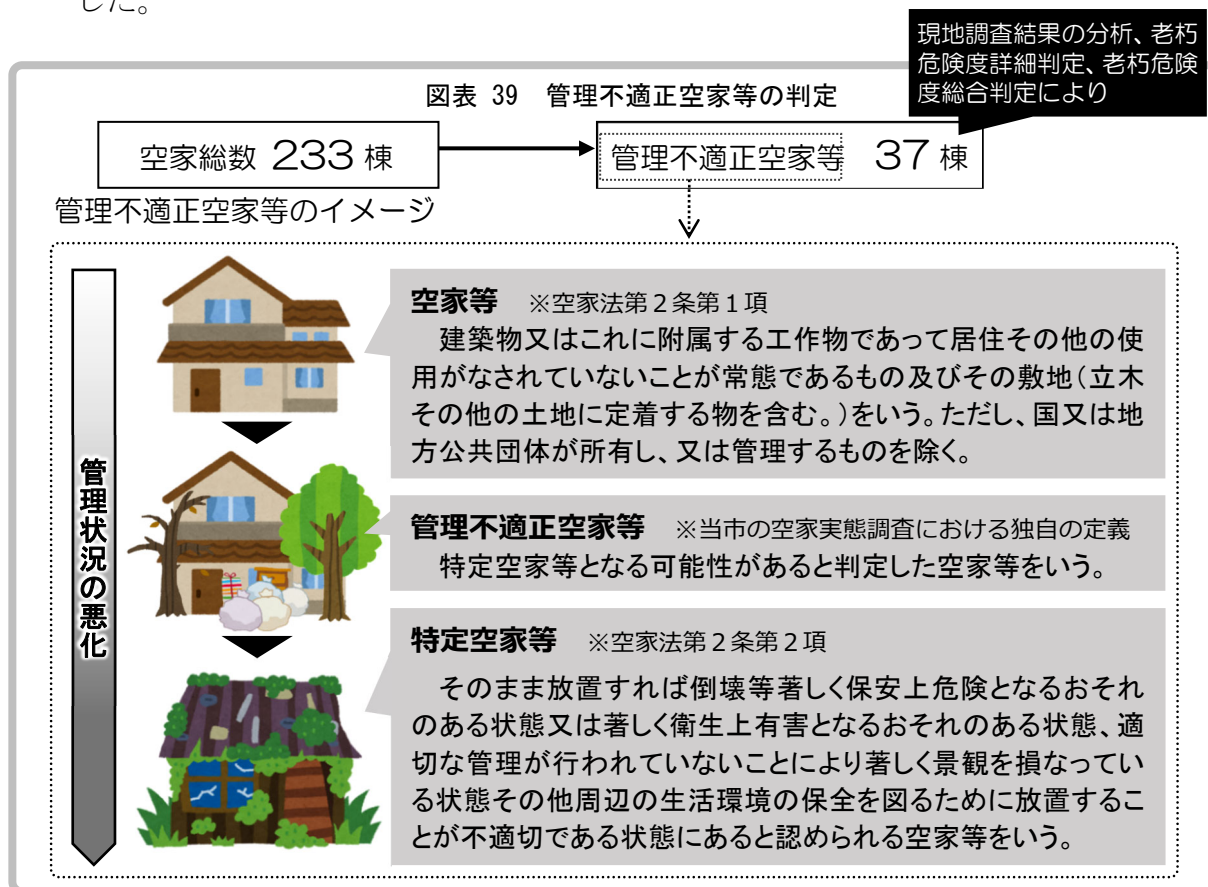 した。
現地調査結果の分析、老朽
危険度詳細判定、老朽危険
度総合判定により
図表 39 管理不適正空家等の判定
空家総数 233 棟
管理不適正空家等 37 棟
管理不適正空家等のイメージ
管理状況の悪化
空家等 ※空家法第２条第１項
建築物又はこれに附属する工作物であって居住その他の使
用がなされていないことが常態であるもの及びその敷地（立木
その他の土地に定着する物を含む。）をいう。ただし、国又は地
方公共団体が所有し、又は管理するものを除く。
管理不適正空家等 ※当市の空家実態調査における独自の定義
特定空家等となる可能性があると判定した空家等をいう。
特定空家等 ※空家法第２条第２項
そのまま放置すれば倒壊等著しく保安上危険となるおそれ
のある状態又は著しく衛生上有害となるおそれのある状態、適
切な管理が行われていないことにより著しく景観を損なってい
る状態その他周辺の生活環境の保全を図るために放置するこ
とが不適切である状態にあると認められる空家等をいう。